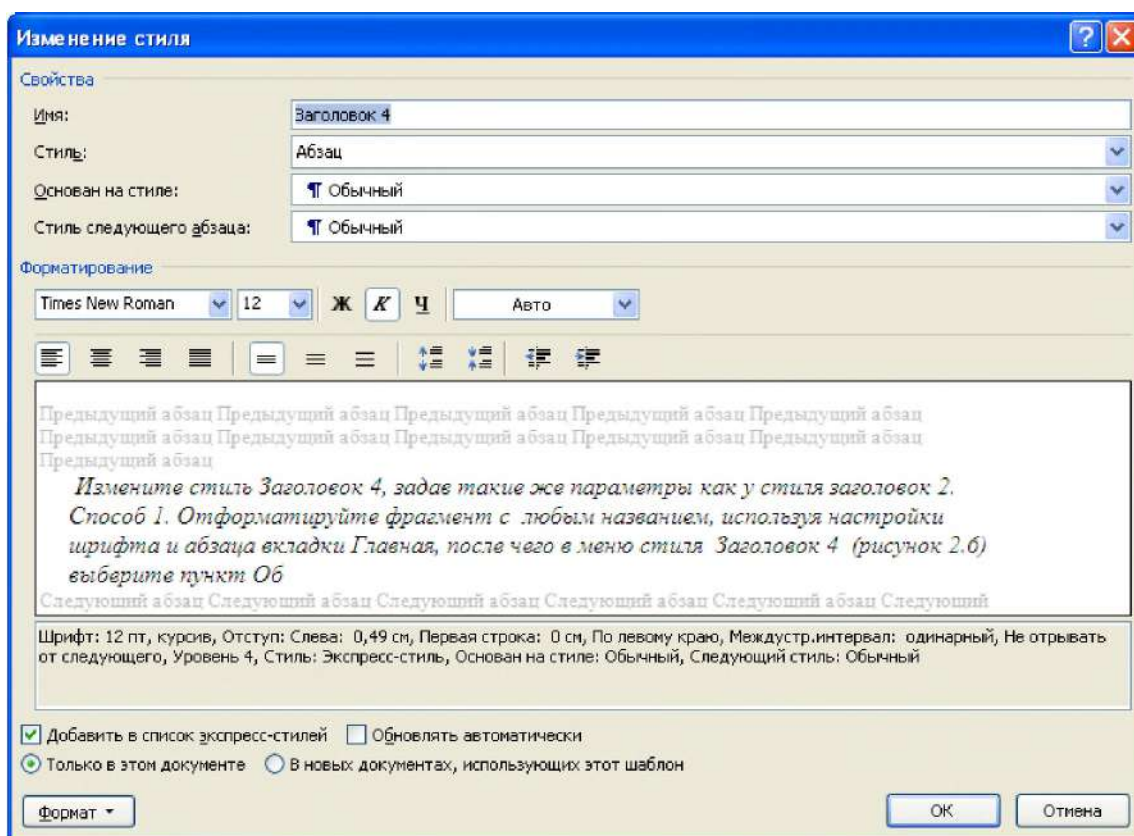 Изменение стиля
Свойства
Имя: Заголовок 4
Стиль: Абзац
Основан на стиле: ¶ Обычный
Стиль следующего абзаца: ¶ Обычный
Форматирование
Times New Roman 12 Ж К Ч Авто
Предыдущий абзац Предыдущий абзац Предыдущий абзац Предыдущий абзац Предыдущий абзац
Предыдущий абзац Предыдущий абзац Предыдущий абзац Предыдущий абзац Предыдущий абзац
Предыдущий абзац
Измените стиль Заголовок 4, задав такие же параметры как у стиля заголовок 2.
Способ 1. Отформатируйте фрагмент с любым названием, используя настройки
шрифта и абзаца вкладки Главная, после чего в меню стиля Заголовок 4 (рисунок 2.6)
выберите пункт Об
Следующий абзац Следующий абзац Следующий абзац Следующий абзац Следующий абзац Следующий
Шрифт: 12 пт, курсив, Отступ: Слева: 0,49 см, Первая строка: 0 см, По левому краю, Междустр.интервал: одинарный, Не отрывать
от следующего, Уровень 4, Стиль: Экспресс-стиль, Основан на стиле: Обычный, Следующий стиль: Обычный
Добавить в список экспресс-стилей Обновлять автоматически
Только в этом документе В новых документах, использующих этот шаблон
Формат ОК Отмена